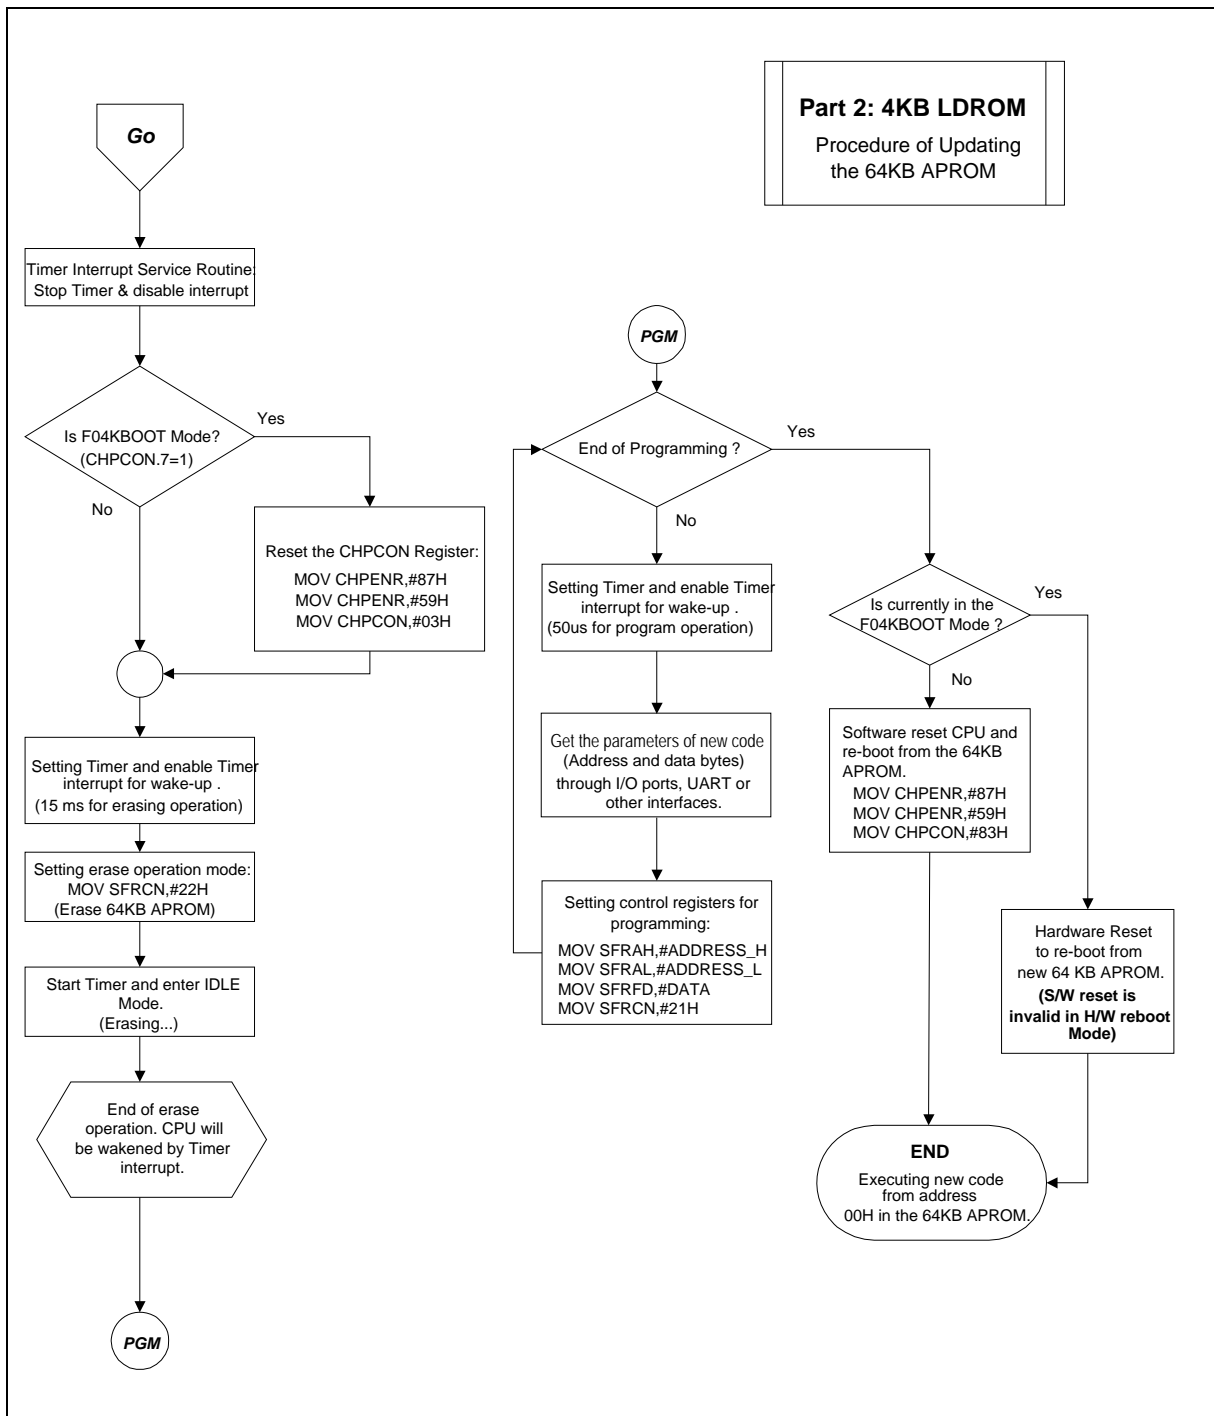 Part 2: 4KB LDROM
Procedure of Updating
the 64KB APROM
Go
Timer Interrupt Service Routine:
Stop Timer & disable interrupt
Is F04KBOOT Mode?
(CHPCON.7=1)
Yes
No
Reset the CHPCON Register:
MOV CHPENR,#87H
MOV CHPENR,#59H
MOV CHPCON,#03H
Setting Timer and enable Timer
interrupt for wake-up .
(15 ms for erasing operation)
Setting erase operation mode:
MOV SFRCN,#22H
(Erase 64KB APROM)
Start Timer and enter IDLE
Mode.
(Erasing...)
End of erase
operation. CPU will
be wakened by Timer
interrupt.
PGM
PGM
End of Programming ?
Yes
No
Setting Timer and enable Timer
interrupt for wake-up .
(50us for program operation)
Get the parameters of new code
(Address and data bytes)
through I/O ports, UART or
other interfaces.
Setting control registers for
programming:
MOV SFRAH,#ADDRESS_H
MOV SFRAL,#ADDRESS_L
MOV SFRFD,#DATA
MOV SFRCN,#21H
Is currently in the
F04KBOOT Mode ?
Yes
No
Software reset CPU and
re-boot from the 64KB
APROM.
MOV CHPENR,#87H
MOV CHPENR,#59H
MOV CHPCON,#83H
Hardware Reset
to re-boot from
new 64 KB APROM.
(S/W reset is
invalid in H/W reboot
Mode)
END
Executing new code
from address
00H in the 64KB APROM.